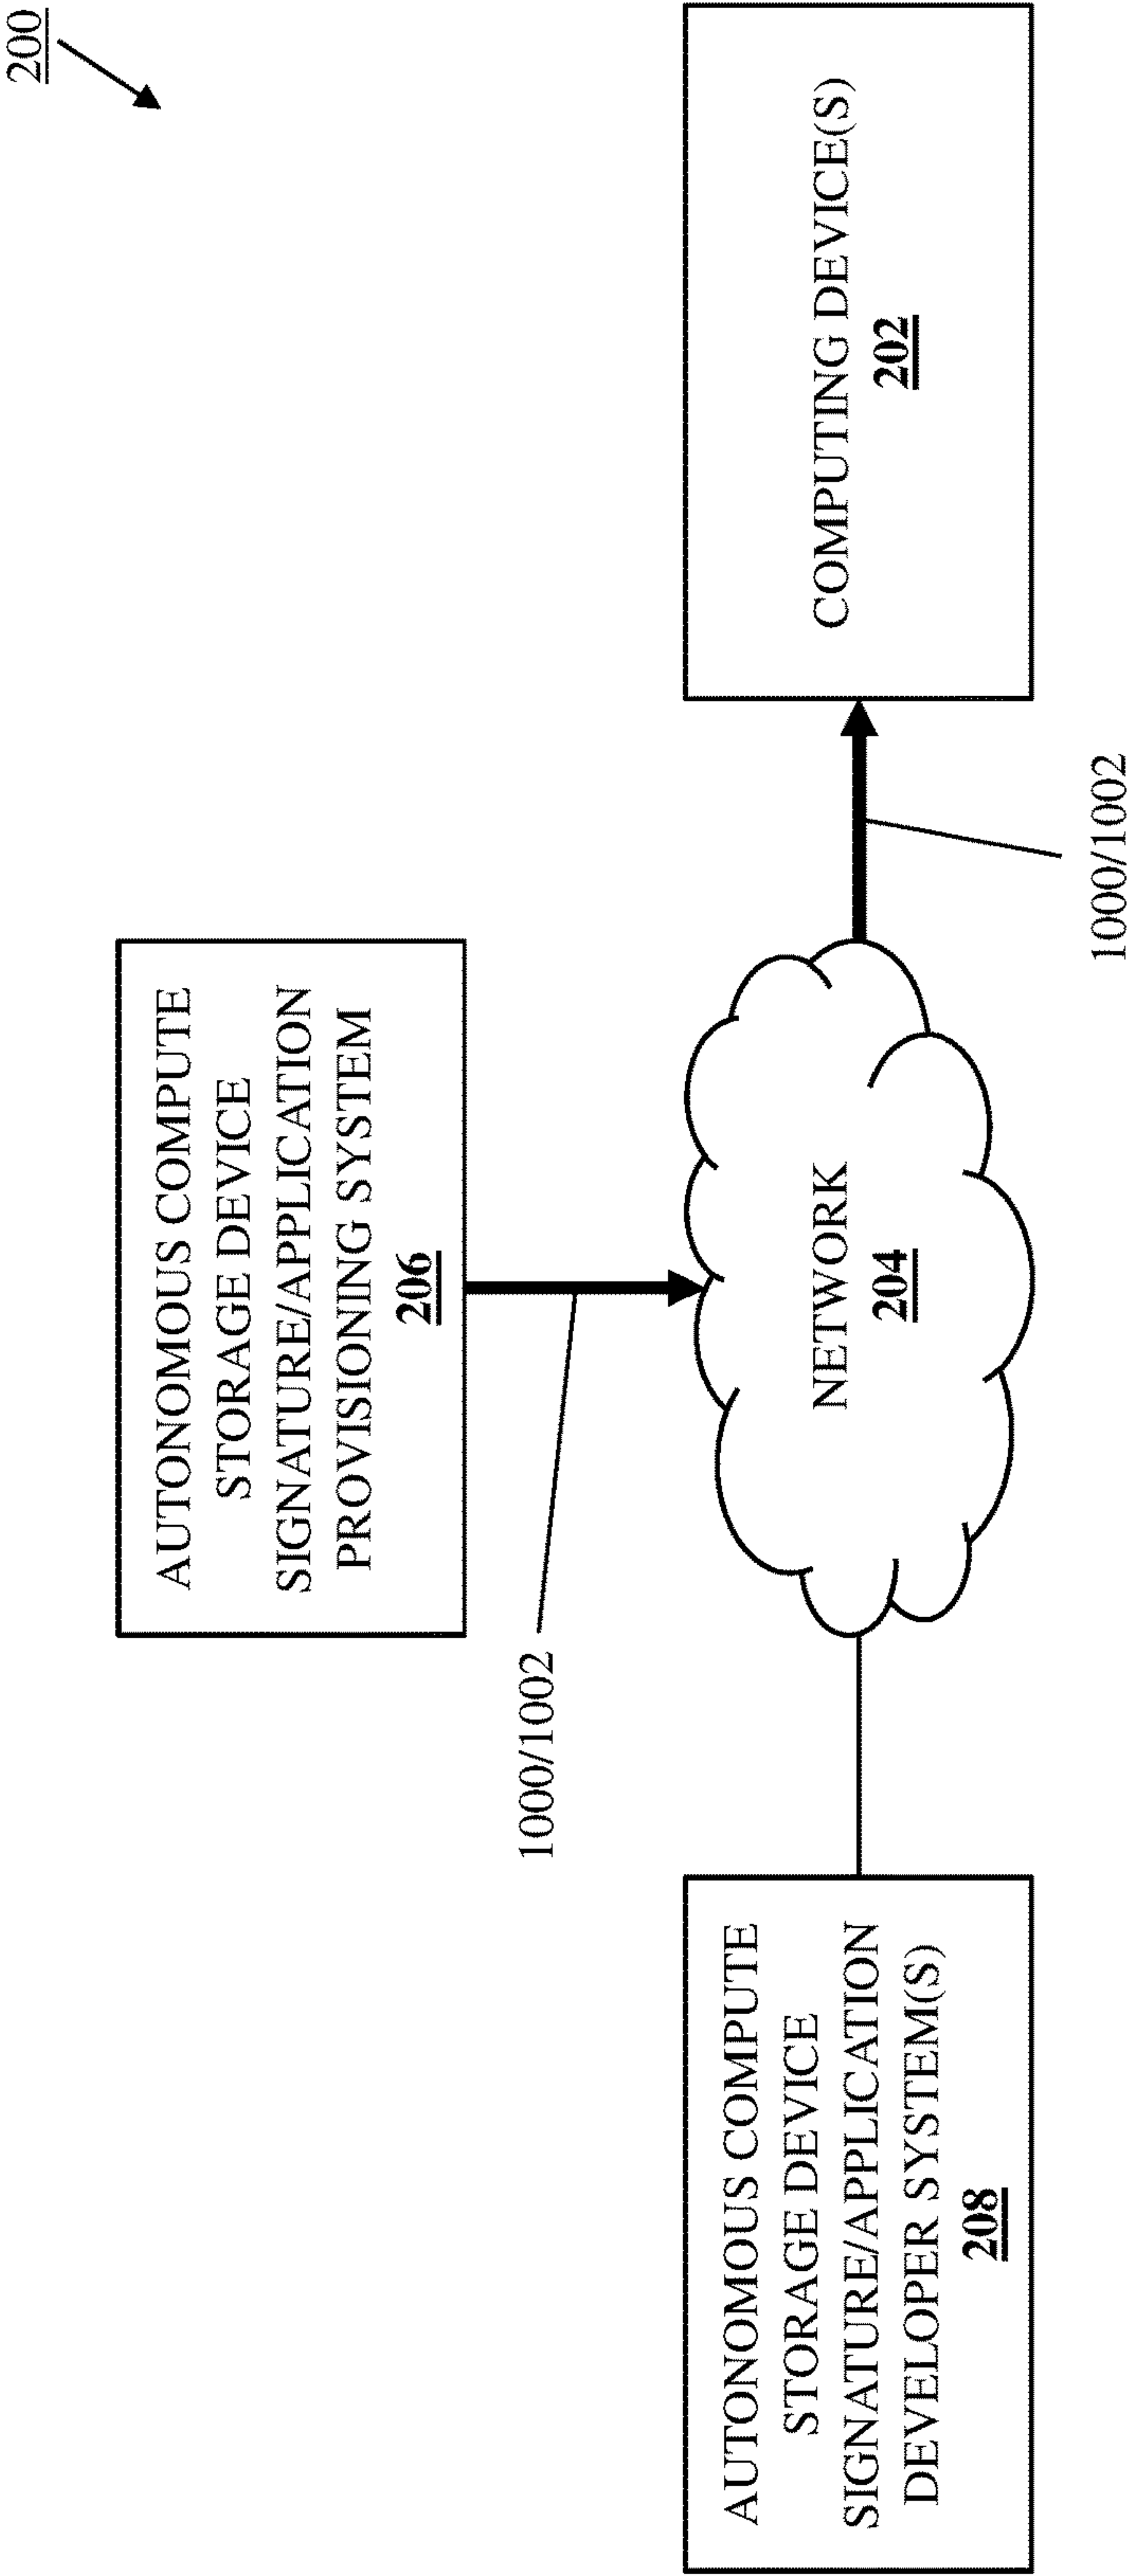 200
AUTONOMOUS COMPUTE
STORAGE DEVICE
SIGNATURE/APPLICATION
PROVISIONING SYSTEM
206
1000/1002
AUTONOMOUS COMPUTE
STORAGE DEVICE
SIGNATURE/APPLICATION
DEVELOPER SYSTEM(S)
208
NETWORK
204
COMPUTING DEVICE(S)
202
1000/1002